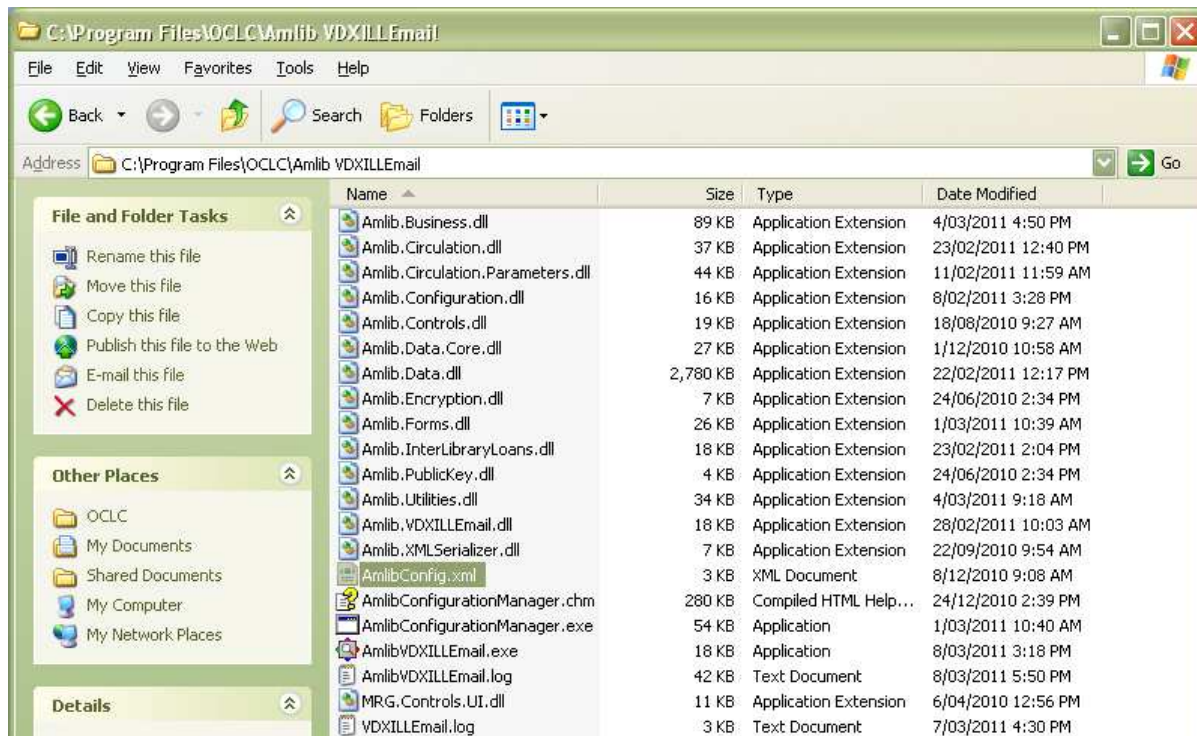 C:\Program Files\OCLC\Amlib VDXILLEmail
File Edit View Favorites Tools Help
Back Search Folders
Address C:\Program Files\OCLC\Amlib VDXILLEmail Go
File and Folder Tasks
Rename this file
Move this file
Copy this file
Publish this file to the Web
E-mail this file
Delete this file
Other Places
OCLC
My Documents
Shared Documents
My Computer
My Network Places
Details
Name Size Type Date Modified
Amlib.Business.dll 89 KB Application Extension 4/03/2011 4:50 PM
Amlib.Circulation.dll 37 KB Application Extension 23/02/2011 12:40 PM
Amlib.Circulation.Parameters.dll 44 KB Application Extension 11/02/2011 11:59 AM
Amlib.Configuration.dll 16 KB Application Extension 8/02/2011 3:28 PM
Amlib.Controls.dll 19 KB Application Extension 18/08/2010 9:27 AM
Amlib.Data.Core.dll 27 KB Application Extension 1/12/2010 10:58 AM
Amlib.Data.dll 2,780 KB Application Extension 22/02/2011 12:17 PM
Amlib.Encryption.dll 7 KB Application Extension 24/06/2010 2:34 PM
Amlib.Forms.dll 26 KB Application Extension 1/03/2011 10:39 AM
Amlib.InterLibraryLoans.dll 18 KB Application Extension 23/02/2011 2:04 PM
Amlib.PublicKey.dll 4 KB Application Extension 24/06/2010 2:34 PM
Amlib.Utilities.dll 34 KB Application Extension 4/03/2011 9:18 AM
Amlib.VDXILLEmail.dll 18 KB Application Extension 28/02/2011 10:03 AM
Amlib.XMLSerializer.dll 7 KB Application Extension 22/09/2010 9:54 AM
AmlibConfig.xml 3 KB XML Document 8/12/2010 9:08 AM
AmlibConfigurationManager.chm 280 KB Compiled HTML Help... 24/12/2010 2:39 PM
AmlibConfigurationManager.exe 54 KB Application 1/03/2011 10:40 AM
AmlibVDXILLEmail.exe 18 KB Application 8/03/2011 3:18 PM
AmlibVDXILLEmail.log 42 KB Text Document 8/03/2011 5:50 PM
MRG.Controls.UI.dll 11 KB Application Extension 6/04/2010 12:56 PM
VDXILLEmail.log 3 KB Text Document 7/03/2011 4:30 PM